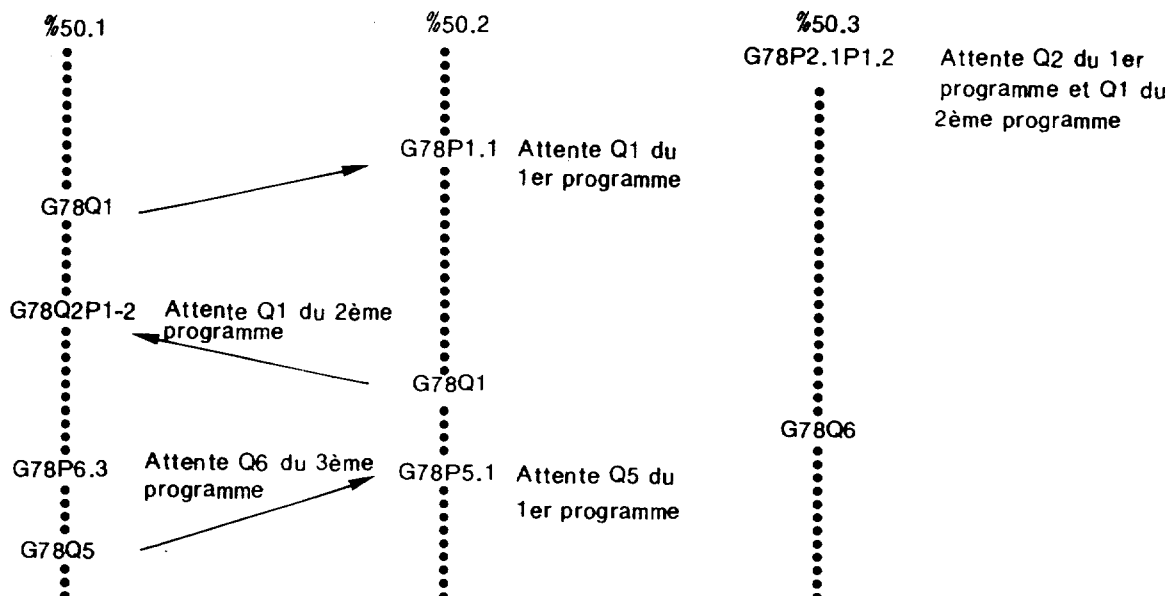 %50.1
%50.2
%50.3
G78P2.1P1.2
Attente Q2 du 1er
programme et Q1 du
2ème programme
G78P1.1
Attente Q1 du
1er programme
G78Q1
G78Q2P1-2
Attente Q1 du 2ème
programme
G78Q1
G78Q6
G78P6.3
Attente Q6 du 3ème
programme
G78P5.1
Attente Q5 du
1er programme
G78Q5